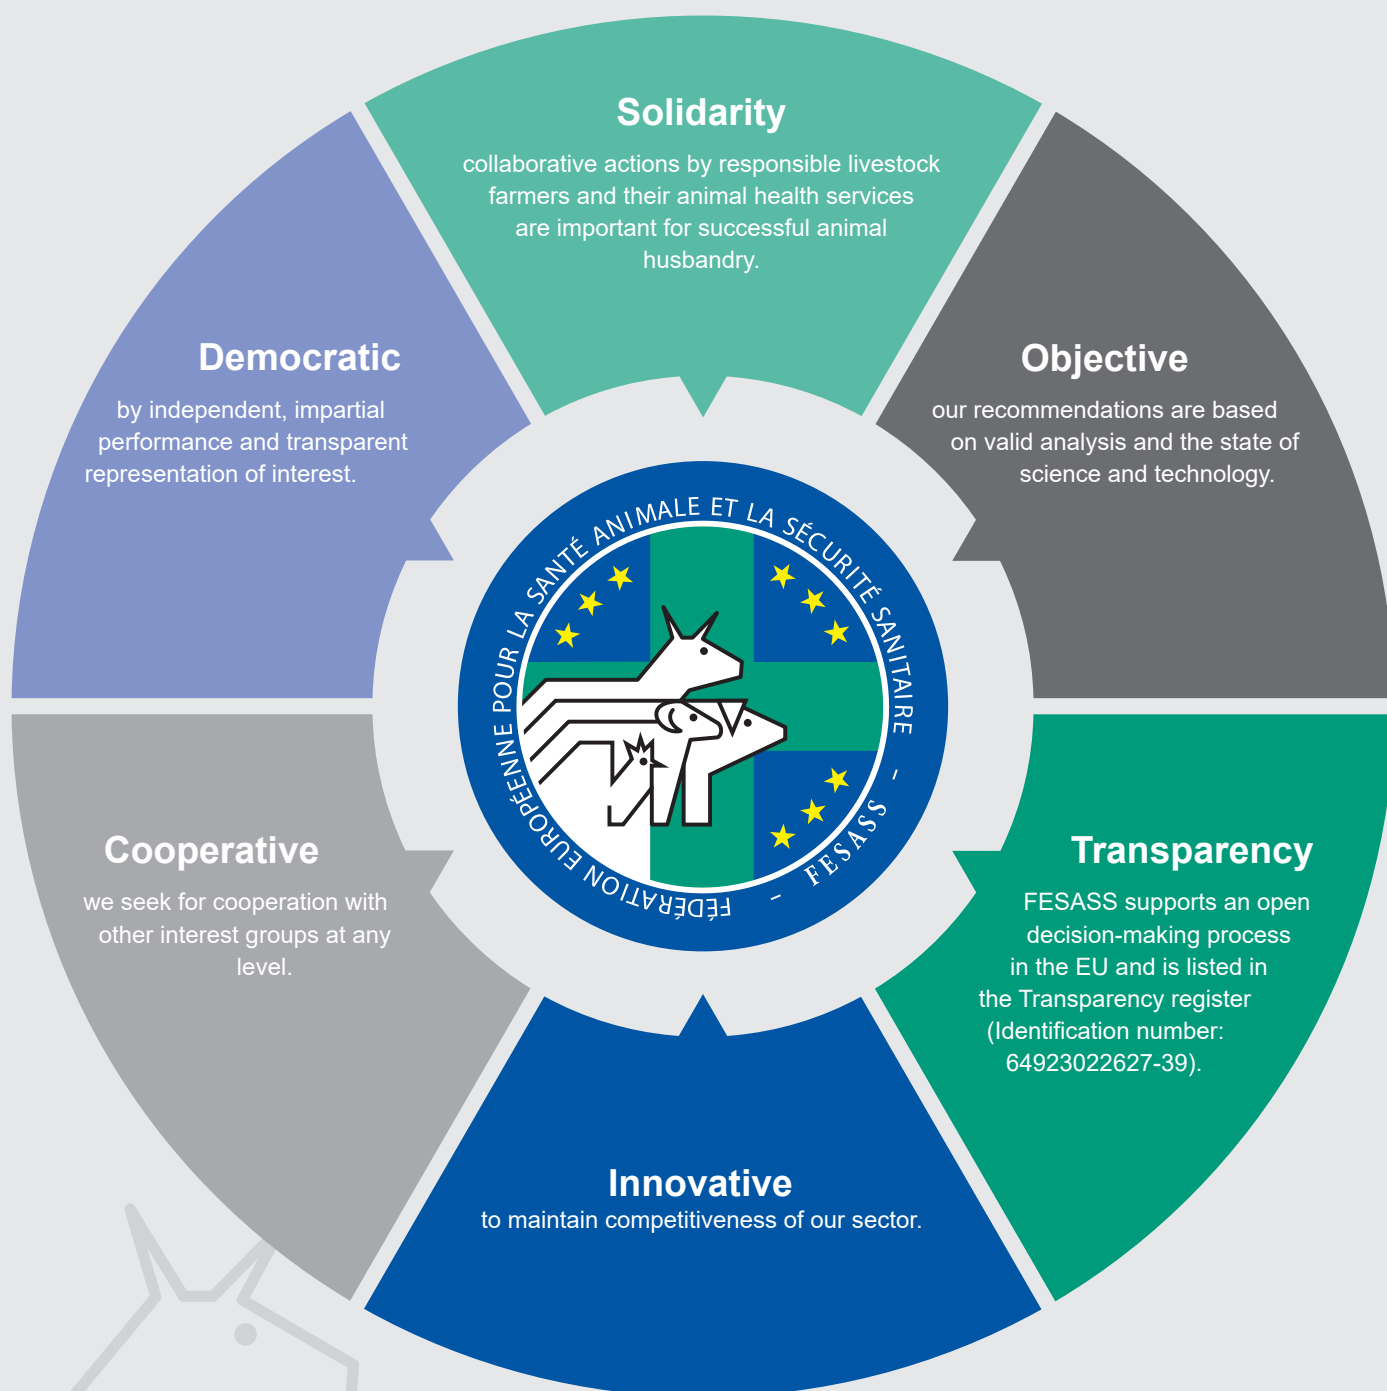 Solidarity
collaborative actions by responsible livestock
farmers and their animal health services
are important for successful animal
husbandry.
Democratic
by independent, impartial
performance and transparent
representation of interest.
Objective
our recommendations are based
on valid analysis and the state of
science and technology.
FÉDÉRATION EUROPÉENNE POUR LA SANTÉ ANIMALE ET LA SÉCURITÉ SANITAIRE
– FESASS –
Cooperative
we seek for cooperation with
other interest groups at any
level.
Transparency
FESASS supports an open
decision-making process
in the EU and is listed in
the Transparency register
(Identification number:
64923022627-39).
Innovative
to maintain competitiveness of our sector.